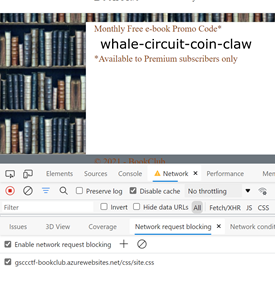 Monthly Free e-book Promo Code*
whale-circuit-coin-claw
*Available to Premium subscribers only
© 2021 - BookClub
Elements Sources Console Network Performance Mem
Preserve log Disable cache No throttling
Filter Invert Hide data URLs All Fetch/XHR JS CSS
Issues 3D View Coverage Network request blocking Network condit
Enable network request blocking
gsccctf-bookclub.azurewebsites.net/css/site.css